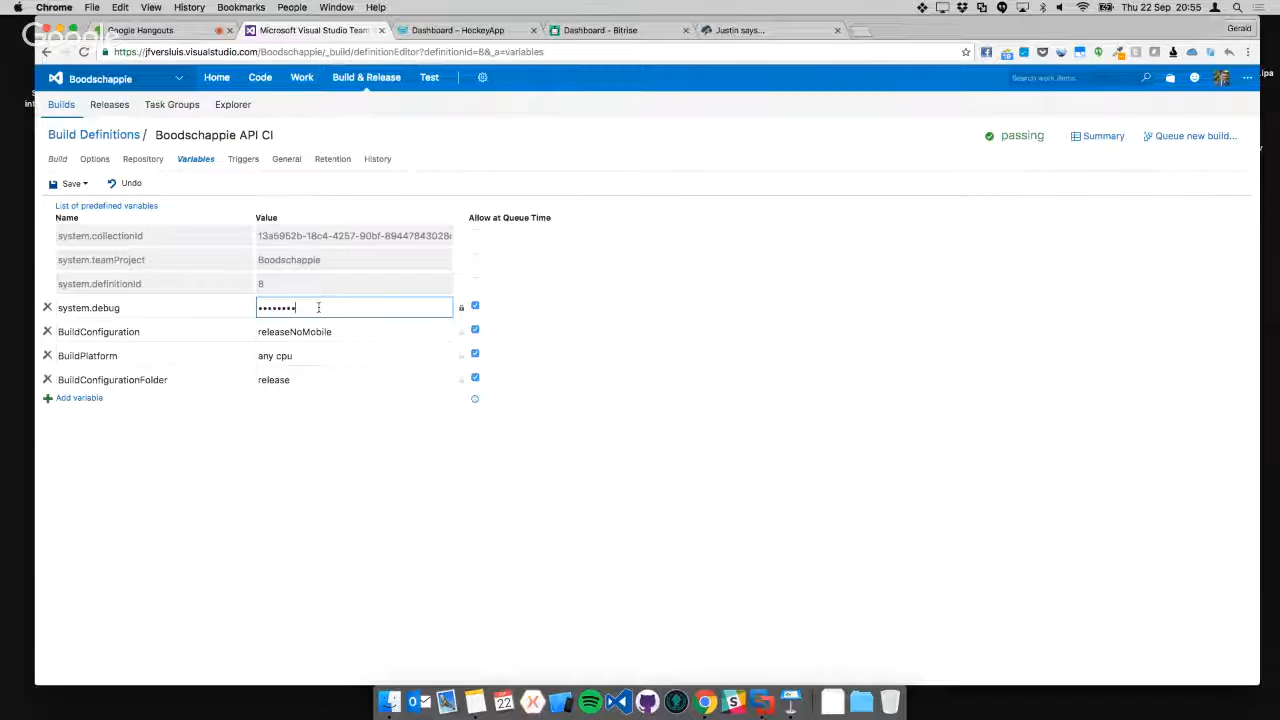 Chrome File Edit View History Bookmarks People Window Help Thu 22 Sep 20:55
Google Hangouts Microsoft Visual Studio Team Dashboard – HockeyApp Dashboard – Bitrise Justin says... Gerald
https://jfversluis.visualstudio.com/Boodschappie/_build/definitionEditor?definitionId=8&_a=variables
Boodschappie Home Code Work Build & Release Test Search work items
Builds Releases Task Groups Explorer
Build Definitions / Boodschappie API CI passing Summary Queue new build...
Build Options Repository Variables Triggers General Retention History
Save Undo
List of predefined variables
Name Value Allow at Queue Time
system.collectionId 13a6952b-18c4-4257-90bf-89447843028
system.teamProject Boodschappie
system.definitionId 8
system.debug ••••••••
BuildConfiguration releaseNoMobile
BuildPlatform any cpu
BuildConfigurationFolder release
Add variable
22